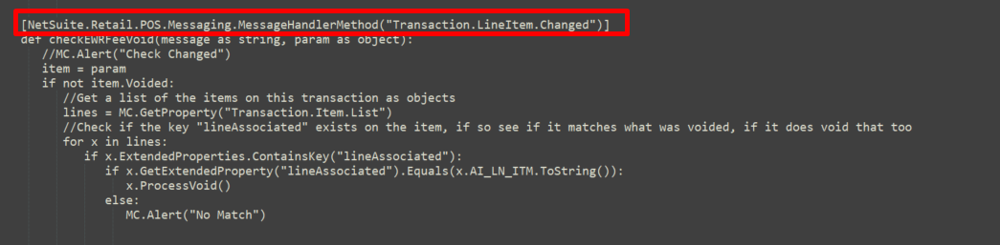 [NetSuite.Retail.POS.Messaging.MessageHandlerMethod("Transaction.LineItem.Changed")]
def checkEWRFeeVoid(message as string, param as object):
    //MC.Alert("Check Changed")
    item = param
    if not item.Voided:
        //Get a list of the items on this transaction as objects
        lines = MC.GetProperty("Transaction.Item.List")
        //Check if the key "lineAssociated" exists on the item, if so see if it matches what was voided, if it does void that too
        for x in lines:
            if x.ExtendedProperties.ContainsKey("lineAssociated"):
                if x.GetExtendedProperty("lineAssociated").Equals(x.AI_LN_ITM.ToString()):
                    x.ProcessVoid()
                else:
                    MC.Alert("No Match")